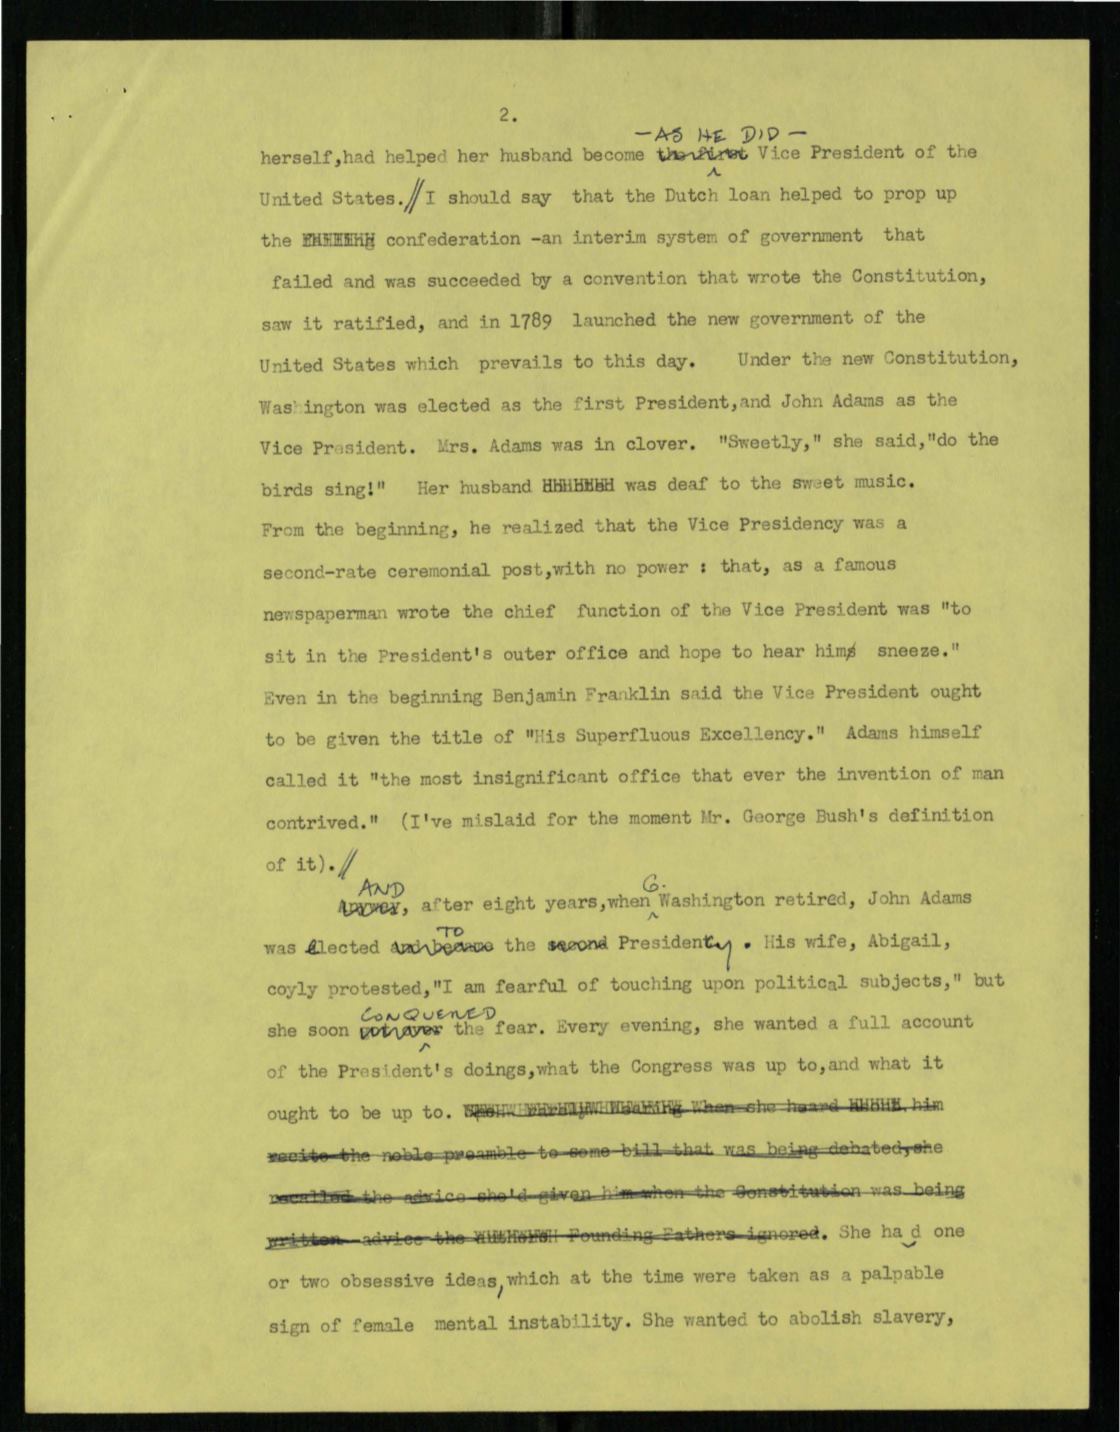 2.
—AS HE DID—
herself,had helped her husband become the first Vice President of the
United States.// I should say that the Dutch loan helped to prop up
the confederation -an interim system of government that
failed and was succeeded by a convention that wrote the Constitution,
saw it ratified, and in 1789 launched the new government of the
United States which prevails to this day. Under the new Constitution,
Washington was elected as the first President,and John Adams as the
Vice President. Mrs. Adams was in clover. "Sweetly," she said,"do the
birds sing!" Her husband was deaf to the sweet music.
From the beginning, he realized that the Vice Presidency was a
second-rate ceremonial post,with no power : that, as a famous
newspaperman wrote the chief function of the Vice President was "to
sit in the President's outer office and hope to hear him sneeze."
Even in the beginning Benjamin Franklin said the Vice President ought
to be given the title of "His Superfluous Excellency." Adams himself
called it "the most insignificant office that ever the invention of man
contrived." (I've mislaid for the moment Mr. George Bush's definition
of it).//
AND G.
, after eight years,when Washington retired, John Adams
TO
was elected and became the second Presidency . His wife, Abigail,
coyly protested,"I am fearful of touching upon political subjects," but
CONQUERED
she soon got over the fear. Every evening, she wanted a full account
of the President's doings,what the Congress was up to,and what it
ought to be up to. When she heard him
recite the noble preamble to some bill that was being debated,she
recalled the advice she'd given him when the Constitution was being
written advice the Founding Fathers ignored. She had one
or two obsessive ideas,which at the time were taken as a palpable
sign of female mental instability. She wanted to abolish slavery,